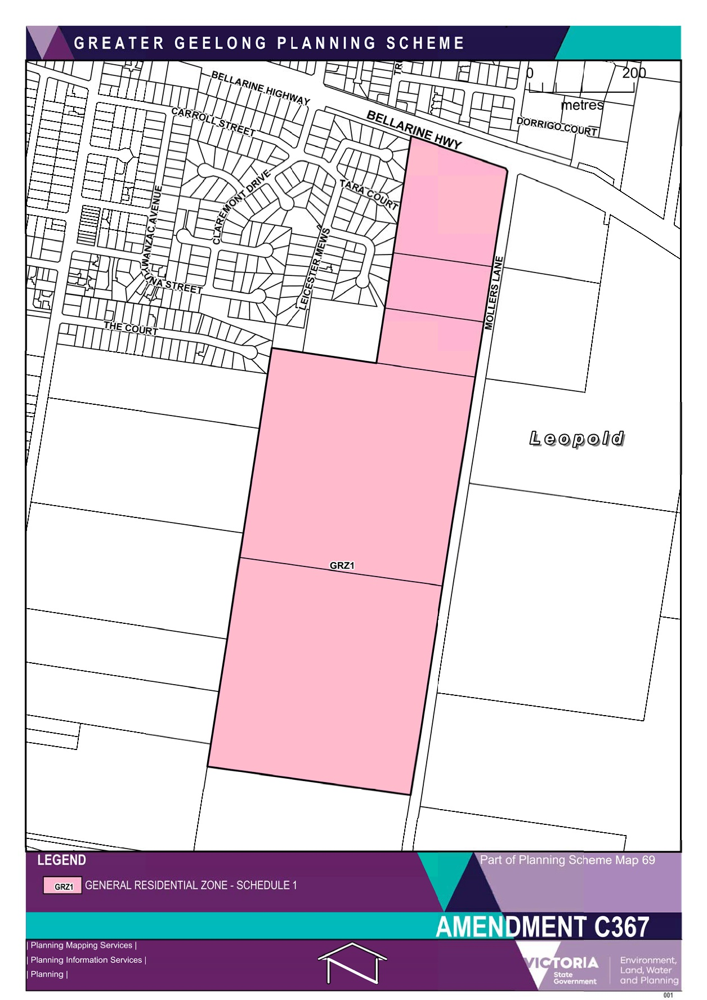 GREATER GEELONG PLANNING SCHEME
TR
0 200
metres
BELLARINE HIGHWAY
CARROLL STREET
BELLARINE HWY
DORRIGO COURT
TARA COURT
CLAREMONT DRIVE
AVENUE
LEICESTER MEWS
MOLLERS LANE
NA STREET
THE COURT
Leopold
GRZ1
LEGEND
Part of Planning Scheme Map 69
GRZ1 GENERAL RESIDENTIAL ZONE - SCHEDULE 1
AMENDMENT C367
| Planning Mapping Services |
| Planning Information Services |
| Planning |
VICTORIA
State
Government
Environment,
Land, Water
and Planning
001